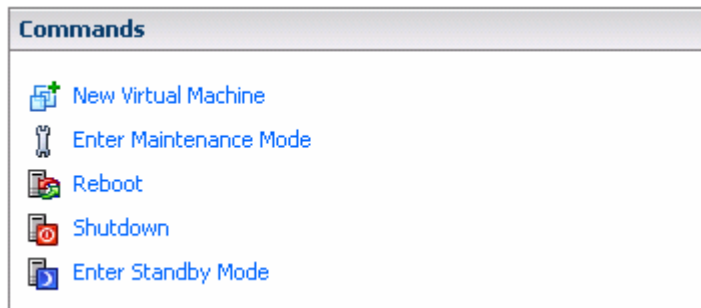 Commands
New Virtual Machine
Enter Maintenance Mode
Reboot
Shutdown
Enter Standby Mode